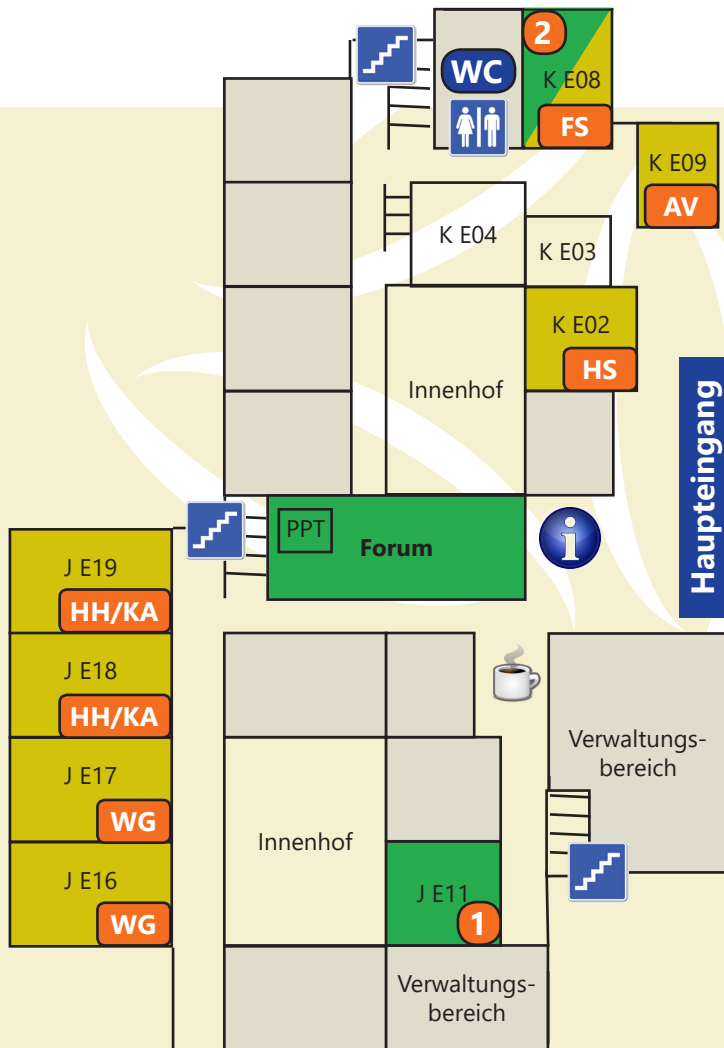 2
WC
K E08
FS
K E09
AV
K E04
K E03
K E02
HS
Innenhof
Haupteingang
PPT
Forum
i
J E19
HH/KA
J E18
HH/KA
J E17
WG
J E16
WG
Verwaltungs-
bereich
Innenhof
J E11
1
Verwaltungs-
bereich